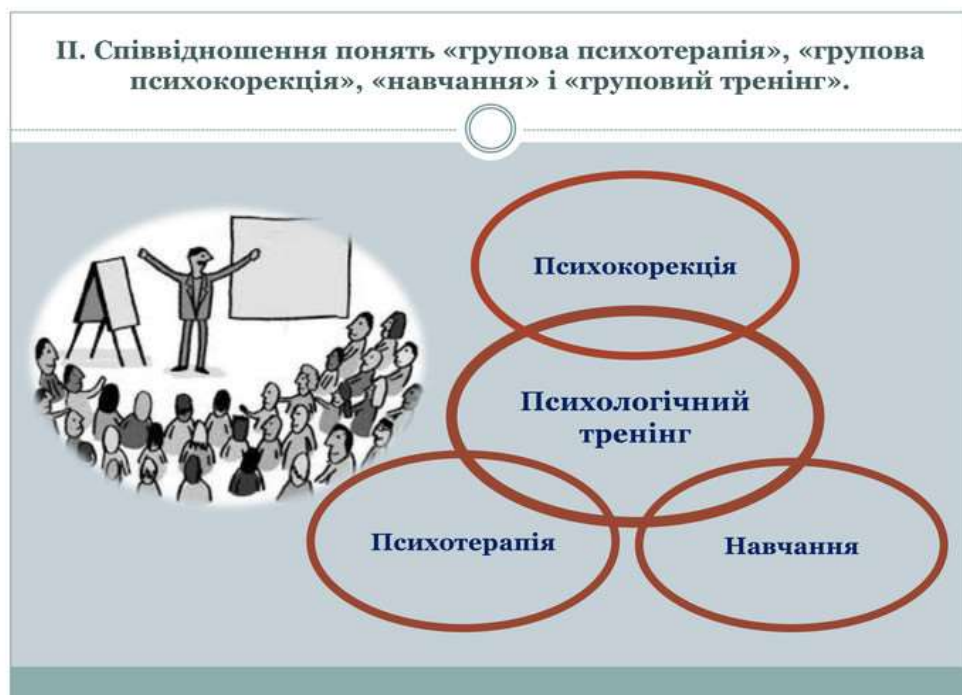 ІІ. Співвідношення понять «групова психотерапія», «групова
психокорекція», «навчання» і «груповий тренінг».
Психокорекція
Психологічний
тренінг
Психотерапія
Навчання